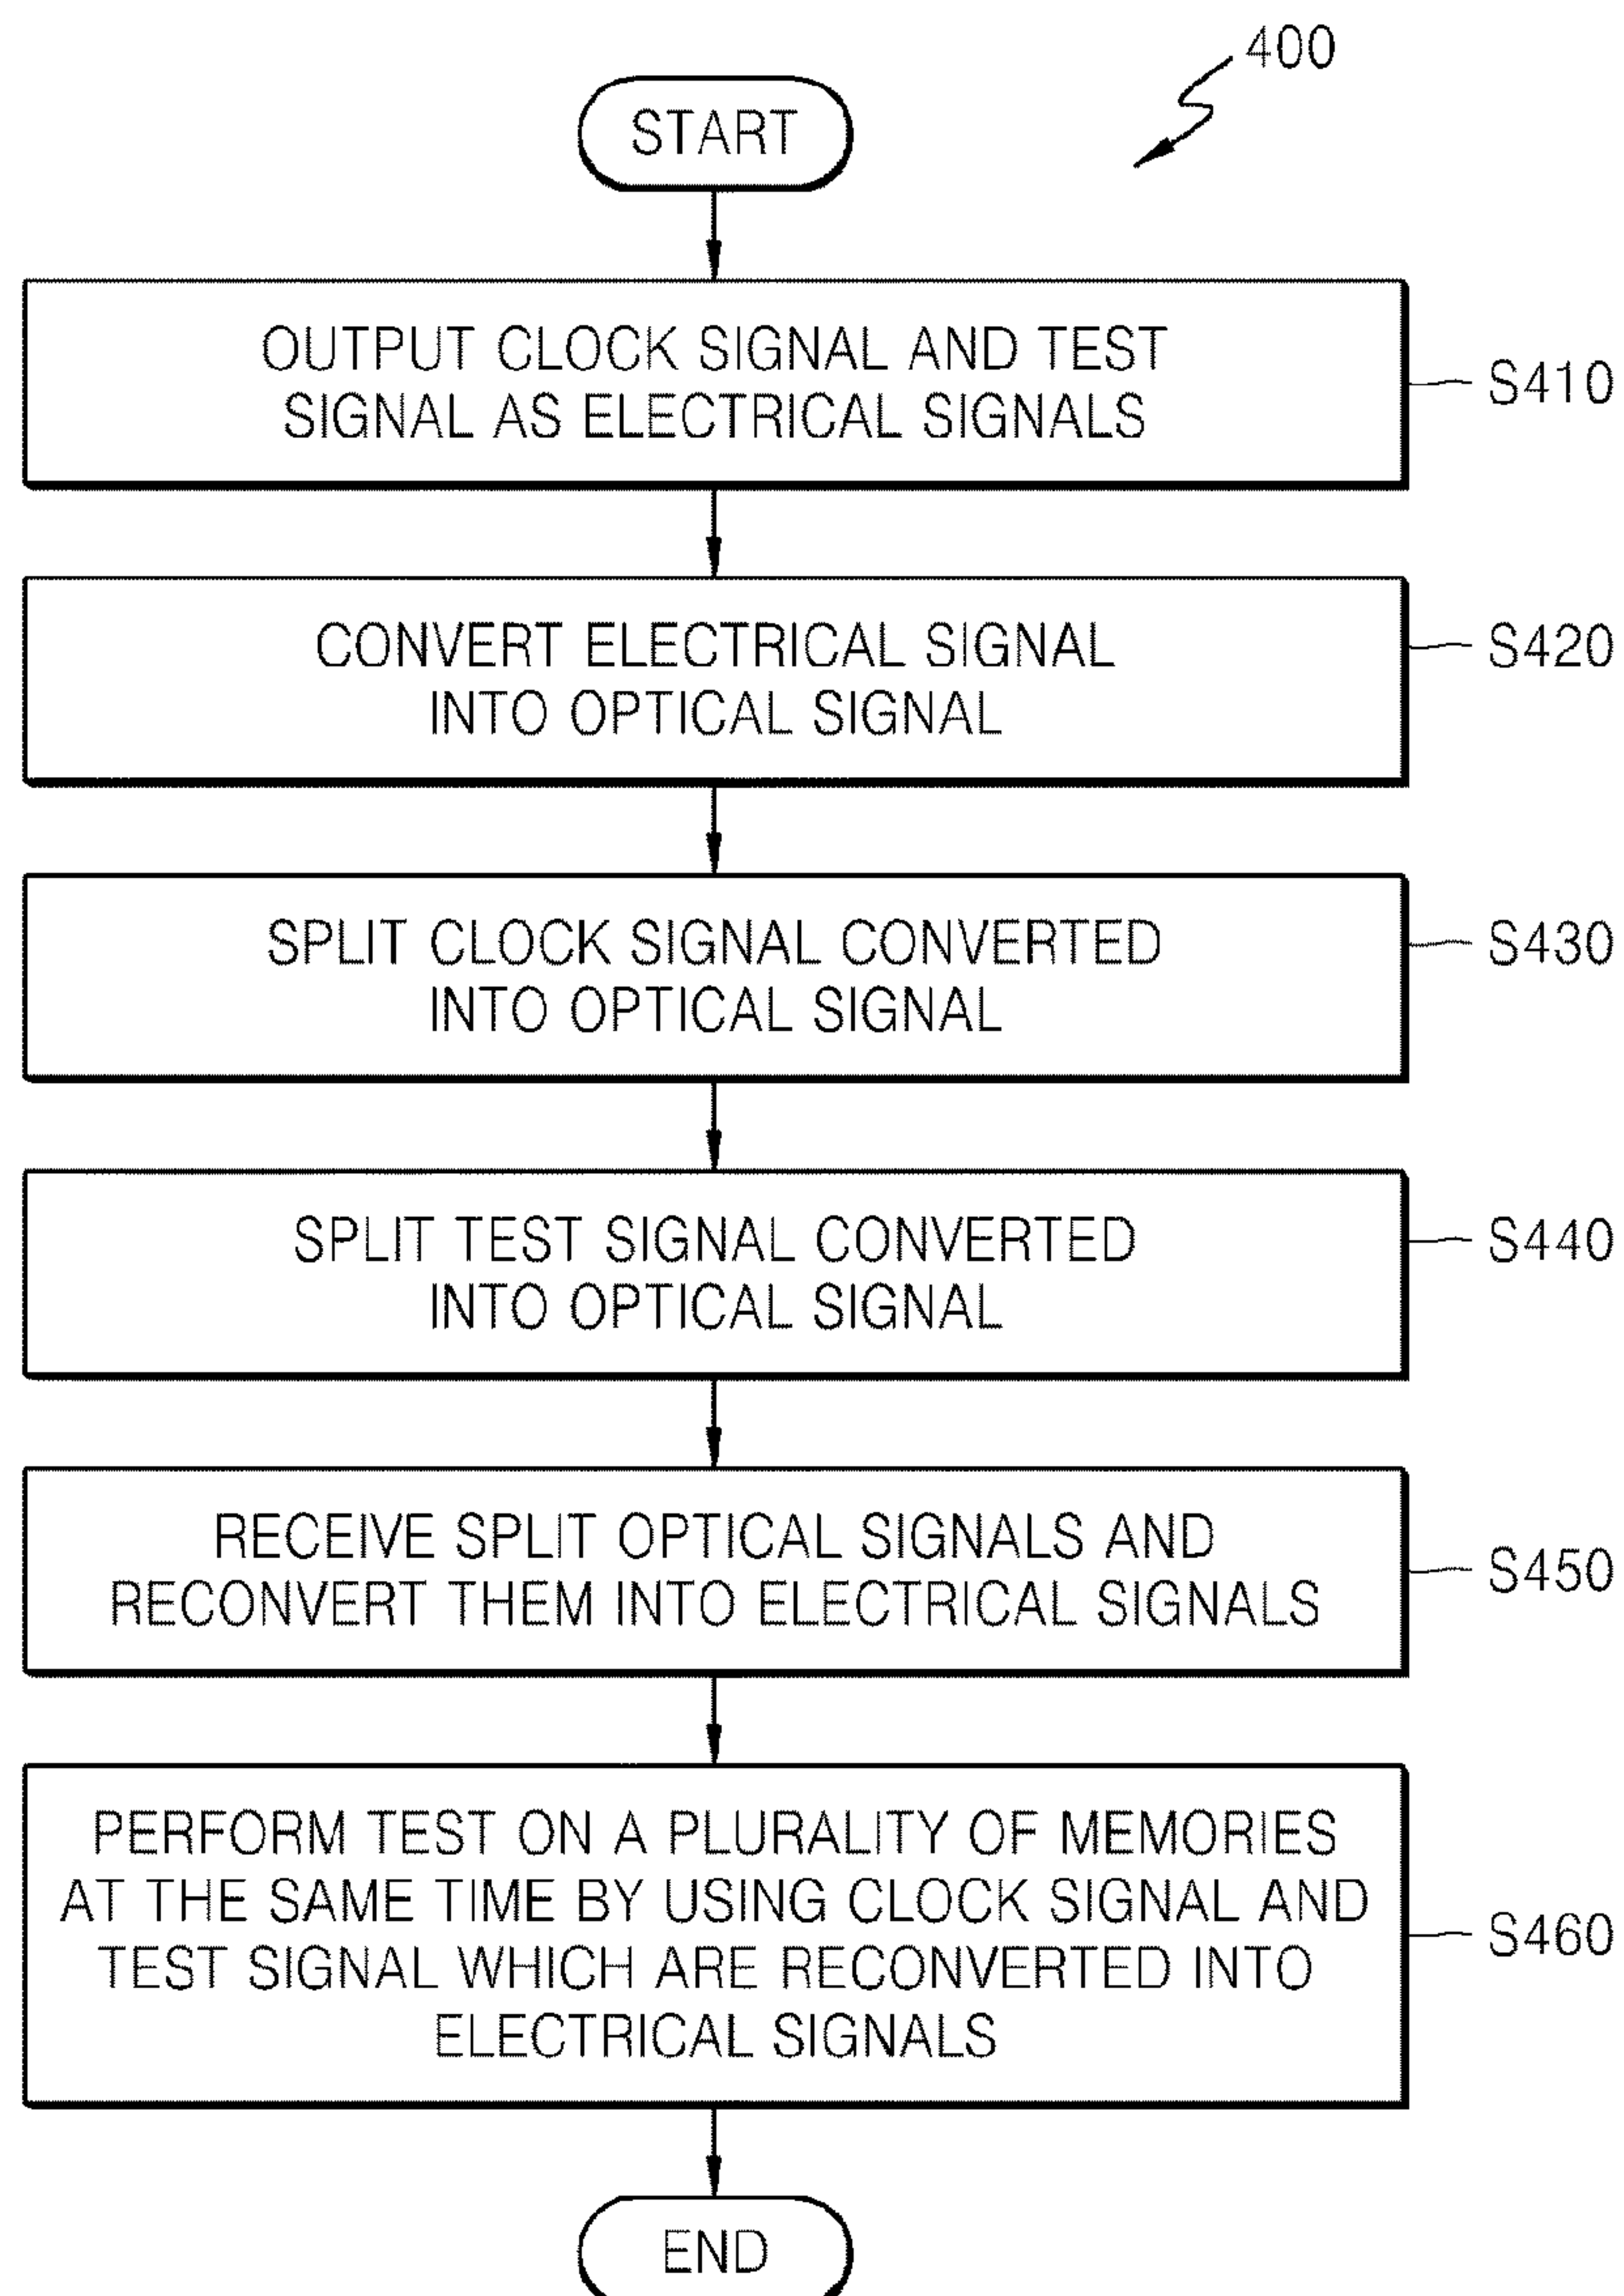 400
START
OUTPUT CLOCK SIGNAL AND TEST
SIGNAL AS ELECTRICAL SIGNALS
S410
CONVERT ELECTRICAL SIGNAL
INTO OPTICAL SIGNAL
S420
SPLIT CLOCK SIGNAL CONVERTED
INTO OPTICAL SIGNAL
S430
SPLIT TEST SIGNAL CONVERTED
INTO OPTICAL SIGNAL
S440
RECEIVE SPLIT OPTICAL SIGNALS AND
RECONVERT THEM INTO ELECTRICAL SIGNALS
S450
PERFORM TEST ON A PLURALITY OF MEMORIES
AT THE SAME TIME BY USING CLOCK SIGNAL AND
TEST SIGNAL WHICH ARE RECONVERTED INTO
ELECTRICAL SIGNALS
S460
END